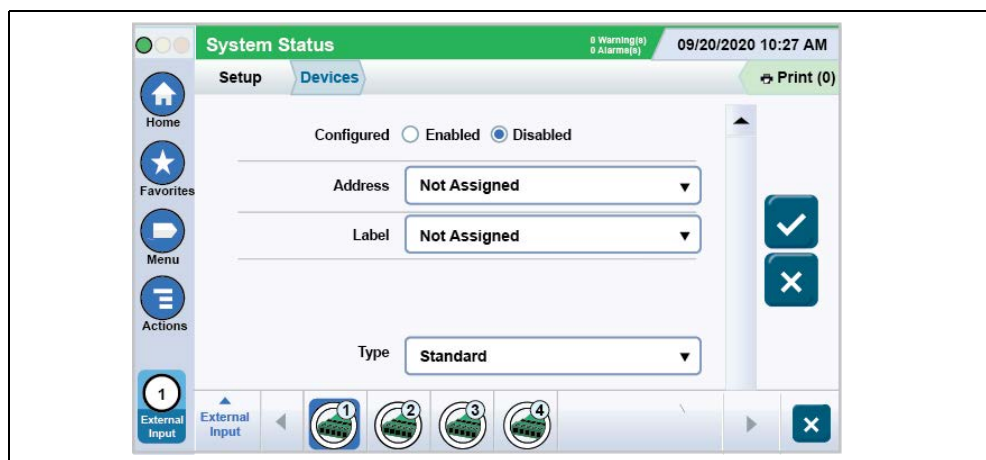 System Status
0 Warning(s)
0 Alarms(s)
09/20/2020 10:27 AM
Setup
Devices
Print (0)
Home
Favorites
Menu
Actions
Configured Enabled Disabled
Address Not Assigned
Label Not Assigned
Type Standard
1
External
Input
External
Input
1
2
3
4